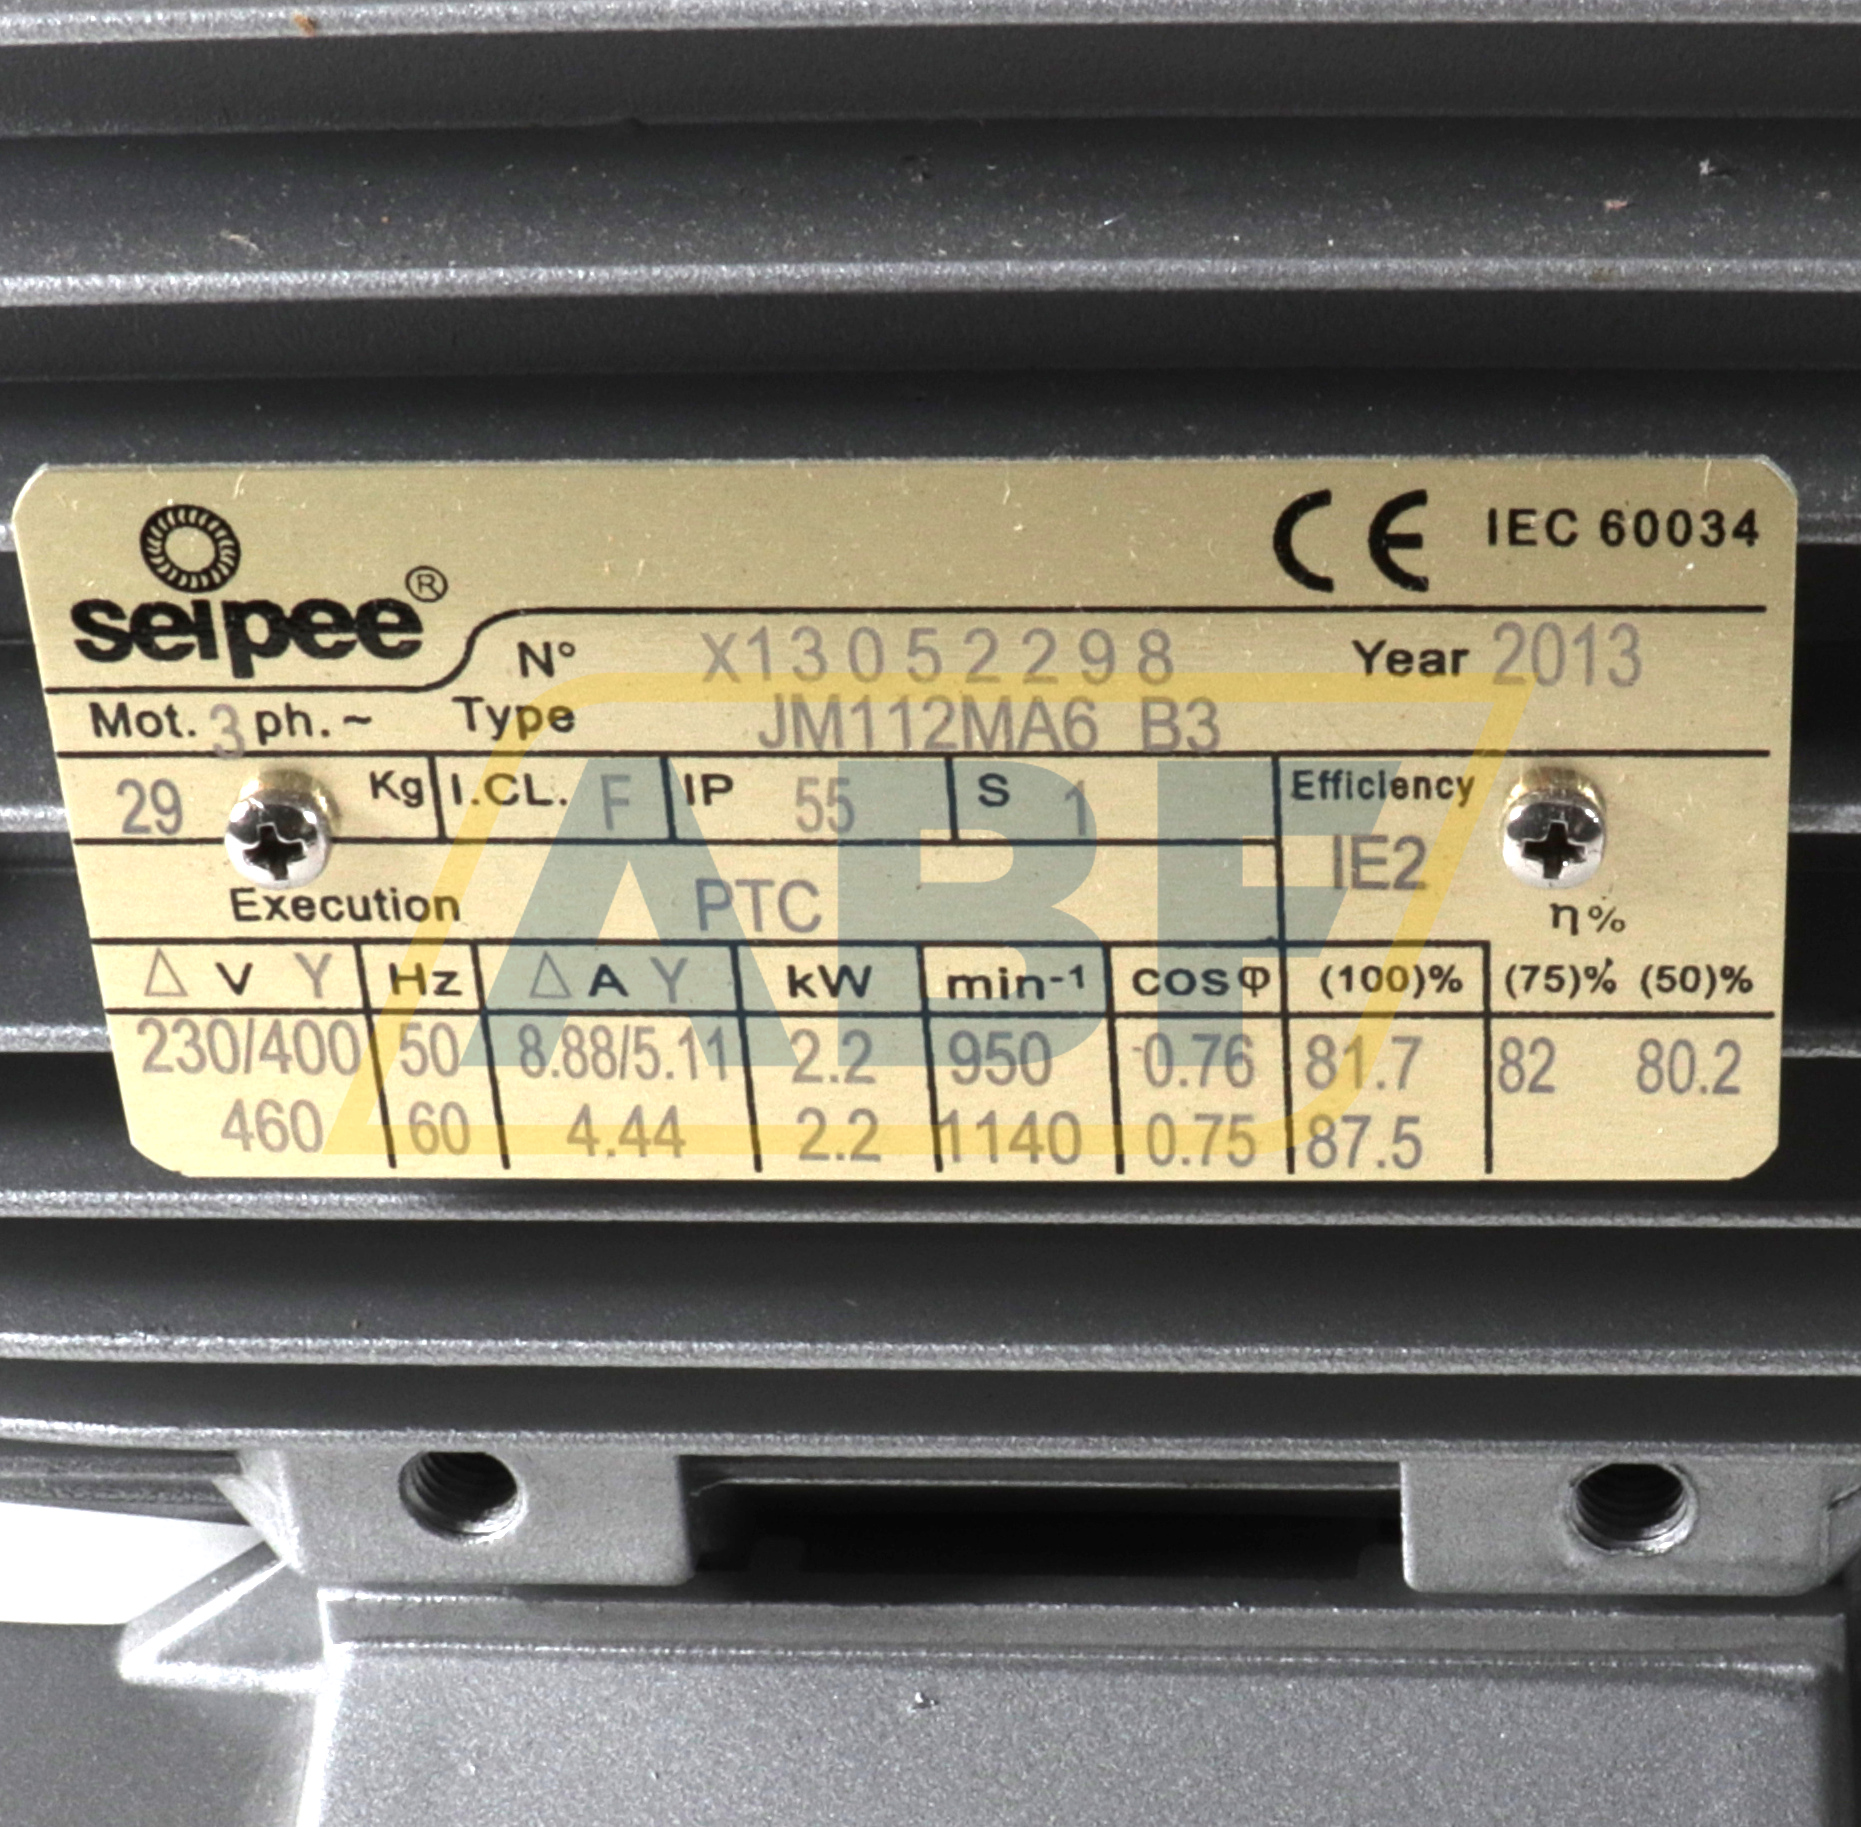 CE IEC 60034
seipee®
N° X13052298 Year 2013
Mot. 3 ph. ~ Type JM112MA6 B3
29 Kg I.CL. F IP 55 S 1 Efficiency
IE2
Execution PTC η%
Δ V Y Hz Δ A Y kW min-1 cosφ (100)% (75)% (50)%
230/400 50 8.88/5.11 2.2 950 0.76 81.7 82 80.2
460 60 4.44 2.2 1140 0.75 87.5
ABF